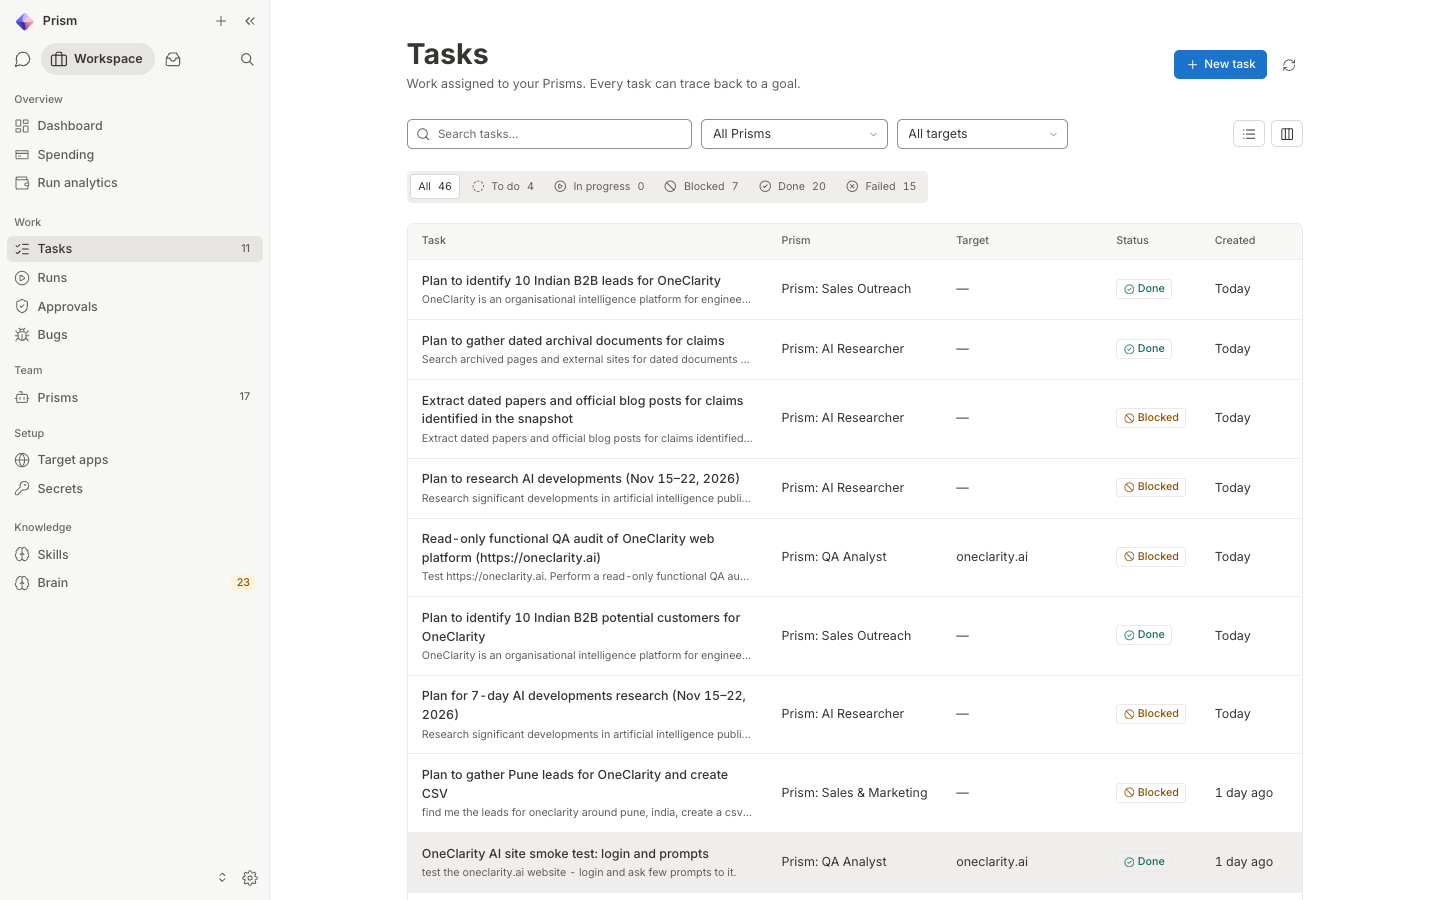 Prism
Workspace
Overview
Dashboard
Spending
Run analytics
Work
Tasks 11
Runs
Approvals
Bugs
Team
Prisms 17
Setup
Target apps
Secrets
Knowledge
Skills
Brain 23
Tasks
Work assigned to your Prisms. Every task can trace back to a goal.
New task
Search tasks...
All Prisms
All targets
All 46 To do 4 In progress 0 Blocked 7 Done 20 Failed 15
Task Prism Target Status Created
Plan to identify 10 Indian B2B leads for OneClarity
OneClarity is an organisational intelligence platform for enginee...
Prism: Sales Outreach — Done Today
Plan to gather dated archival documents for claims
Search archived pages and external sites for dated documents ...
Prism: AI Researcher — Done Today
Extract dated papers and official blog posts for claims
identified in the snapshot
Extract dated papers and official blog posts for claims identified...
Prism: AI Researcher — Blocked Today
Plan to research AI developments (Nov 15–22, 2026)
Research significant developments in artificial intelligence publi...
Prism: AI Researcher — Blocked Today
Read-only functional QA audit of OneClarity web
platform (https://oneclarity.ai)
Test https://oneclarity.ai. Perform a read-only functional QA au...
Prism: QA Analyst oneclarity.ai Blocked Today
Plan to identify 10 Indian B2B potential customers for
OneClarity
OneClarity is an organisational intelligence platform for enginee...
Prism: Sales Outreach — Done Today
Plan for 7-day AI developments research (Nov 15–22,
2026)
Research significant developments in artificial intelligence publi...
Prism: AI Researcher — Blocked Today
Plan to gather Pune leads for OneClarity and create
CSV
find me the leads for oneclarity around pune, india, create a csv...
Prism: Sales & Marketing — Blocked 1 day ago
OneClarity AI site smoke test: login and prompts
test the oneclarity.ai website - login and ask few prompts to it.
Prism: QA Analyst oneclarity.ai Done 1 day ago